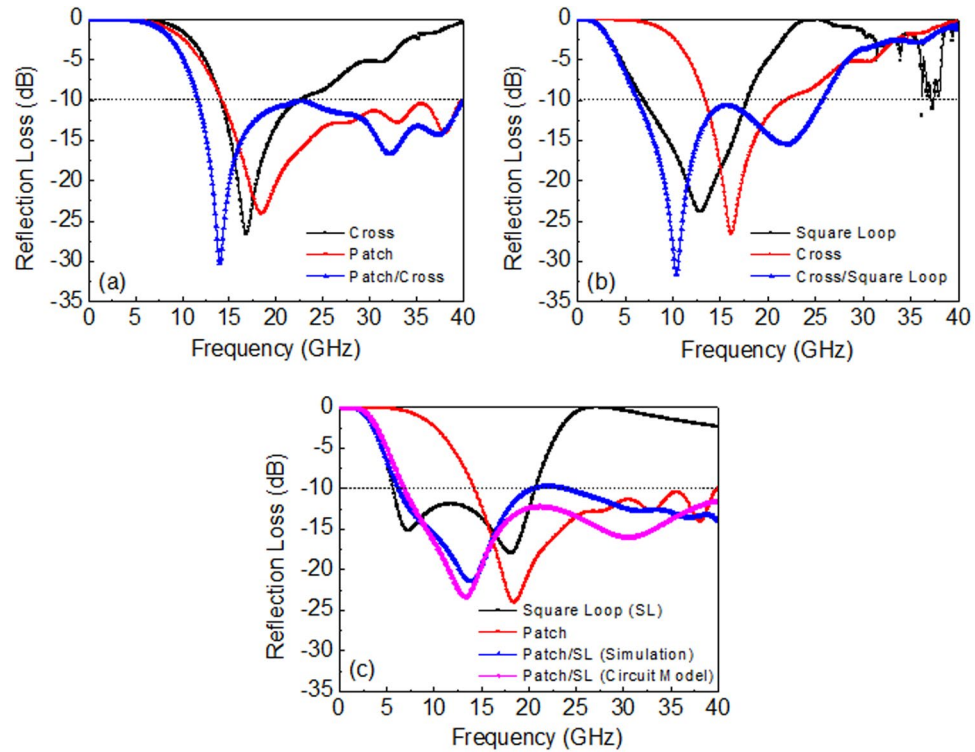 0
-5
-10
-15
-20
-25
-30
-35
Reflection Loss (dB)
(a)
Cross
Patch
Patch/Cross
0 5 10 15 20 25 30 35 40
Frequency (GHz)
0
-5
-10
-15
-20
-25
-30
-35
Reflection Loss (dB)
(b)
Square Loop
Cross
Cross/Square Loop
0 5 10 15 20 25 30 35 40
Frequency (GHz)
0
-5
-10
-15
-20
-25
-30
-35
Reflection Loss (dB)
(c)
Square Loop (SL)
Patch
Patch/SL (Simulation)
Patch/SL (Circuit Model)
0 5 10 15 20 25 30 35 40
Frequency (GHz)